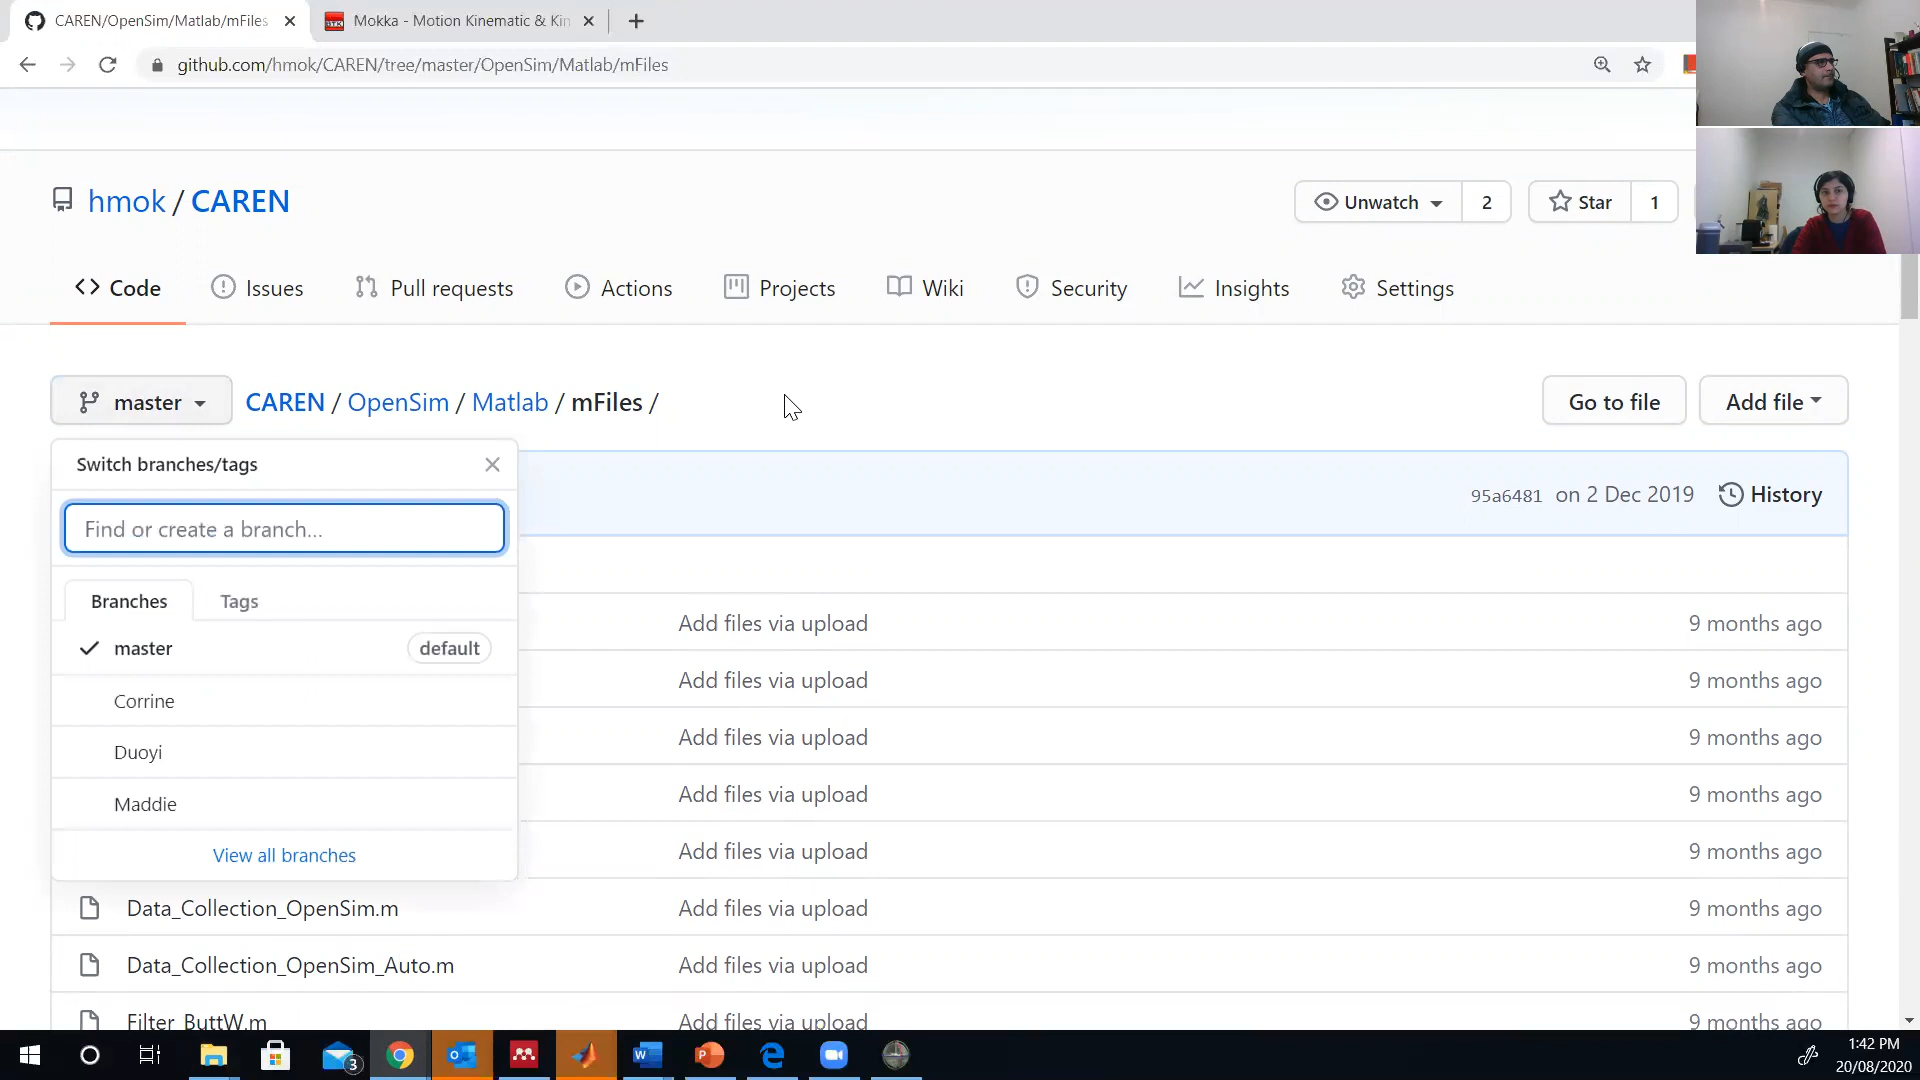 CAREN/OpenSim/Matlab/mFiles
Mokka - Motion Kinematic & Kin
github.com/hmok/CAREN/tree/master/OpenSim/Matlab/mFiles
hmok / CAREN
Unwatch 2
Star 1
Code
Issues
Pull requests
Actions
Projects
Wiki
Security
Insights
Settings
master
CAREN / OpenSim / Matlab / mFiles /
Go to file
Add file
Switch branches/tags
Find or create a branch...
Branches Tags
master default
Corrine
Duoyi
Maddie
View all branches
95a6481 on 2 Dec 2019 History
Add files via upload 9 months ago
Add files via upload 9 months ago
Add files via upload 9 months ago
Add files via upload 9 months ago
Add files via upload 9 months ago
Data_Collection_OpenSim.m Add files via upload 9 months ago
Data_Collection_OpenSim_Auto.m Add files via upload 9 months ago
Filter_ButtW.m Add files via upload 9 months ago
3
1:42 PM
20/08/2020